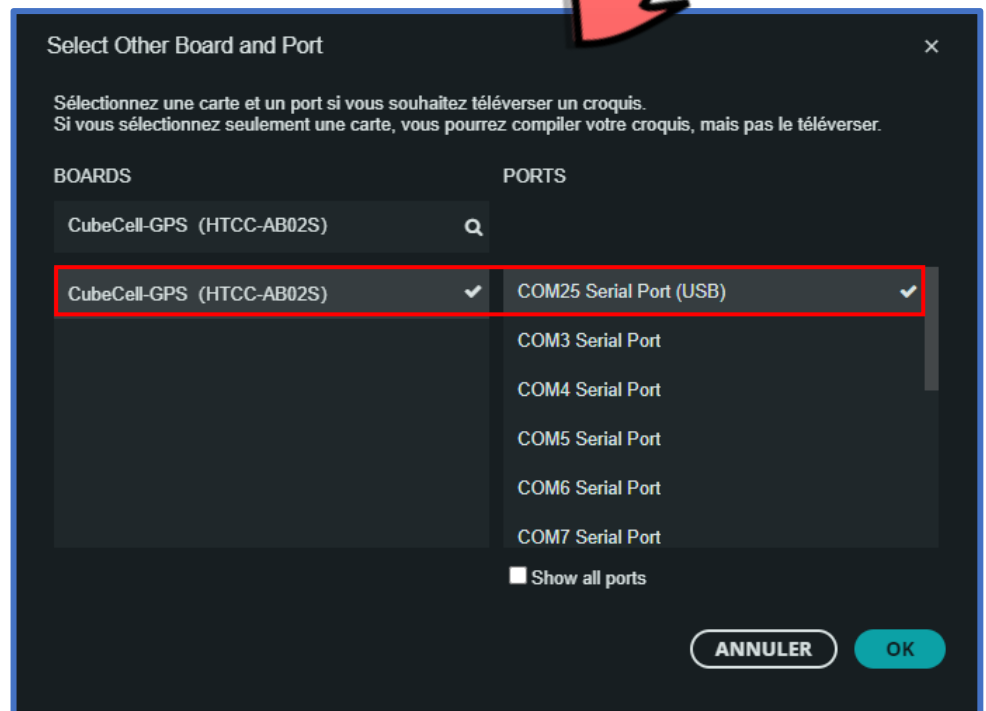 Select Other Board and Port
Sélectionnez une carte et un port si vous souhaitez téléverser un croquis.
Si vous sélectionnez seulement une carte, vous pourrez compiler votre croquis, mais pas le téléverser.
BOARDS
PORTS
CubeCell-GPS (HTCC-AB02S)
CubeCell-GPS (HTCC-AB02S)
COM25 Serial Port (USB)
COM3 Serial Port
COM4 Serial Port
COM5 Serial Port
COM6 Serial Port
COM7 Serial Port
Show all ports
ANNULER
OK